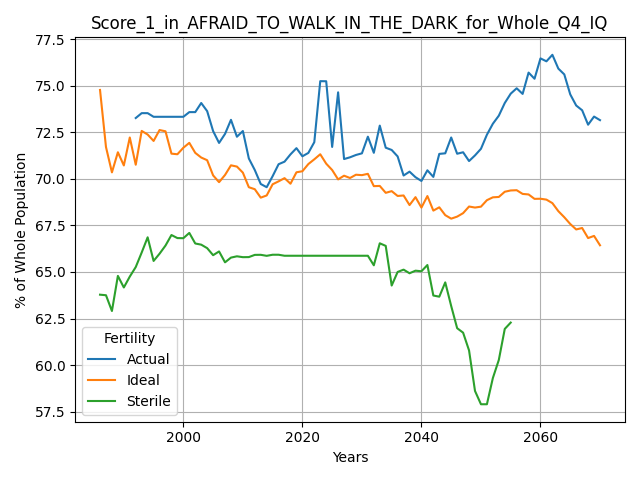 Score_1_in_AFRAID_TO_WALK_IN_THE_DARK_for_Whole_Q4_IQ
% of Whole Population
77.5
75.0
72.5
70.0
67.5
65.0
62.5
60.0
57.5
Fertility
Actual
Ideal
Sterile
2000
2020
2040
2060
Years